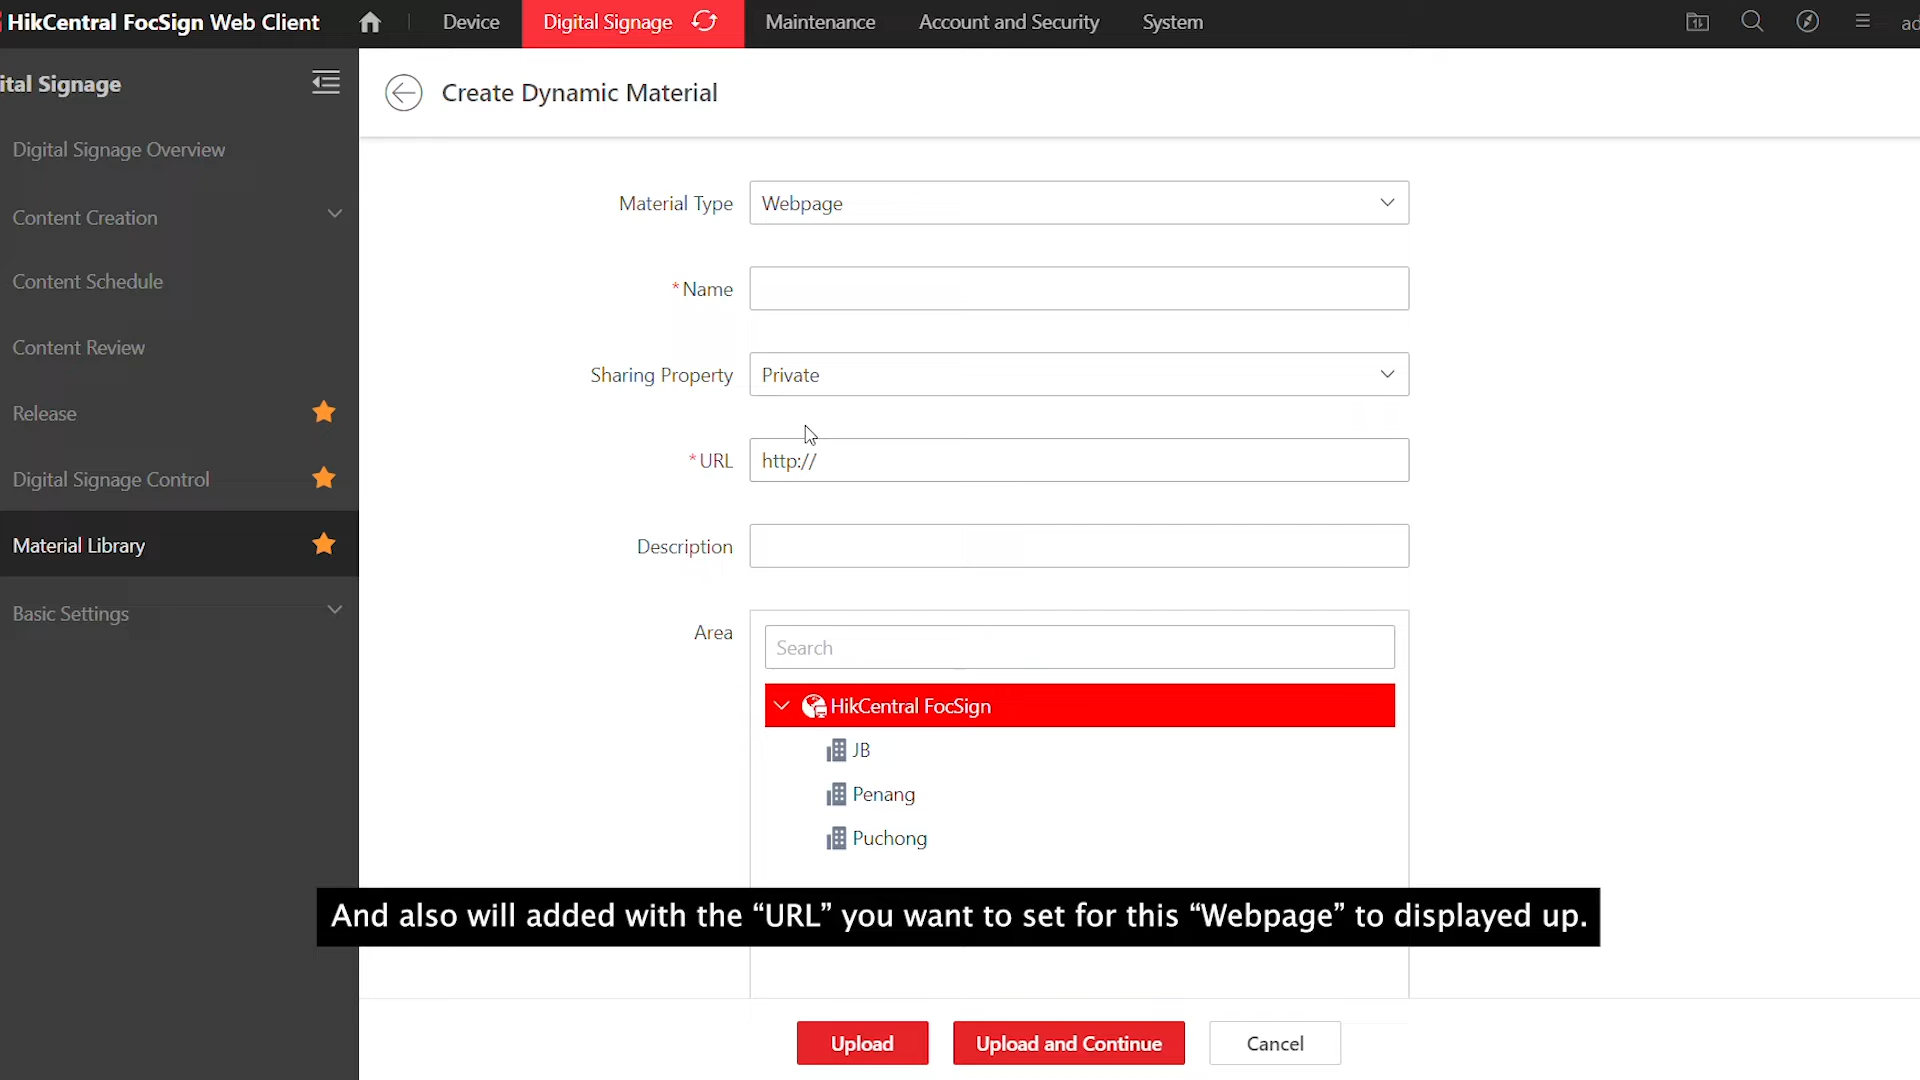 HikCentral FocSign Web Client
Device
Digital Signage
Maintenance
Account and Security
System
ad
ital Signage
Create Dynamic Material
Digital Signage Overview
Content Creation
Content Schedule
Content Review
Release
Digital Signage Control
Material Library
Basic Settings
Material Type
Webpage
*Name
Sharing Property
Private
*URL
http://
Description
Area
Search
HikCentral FocSign
JB
Penang
Puchong
And also will added with the “URL” you want to set for this “Webpage” to displayed up.
Upload
Upload and Continue
Cancel